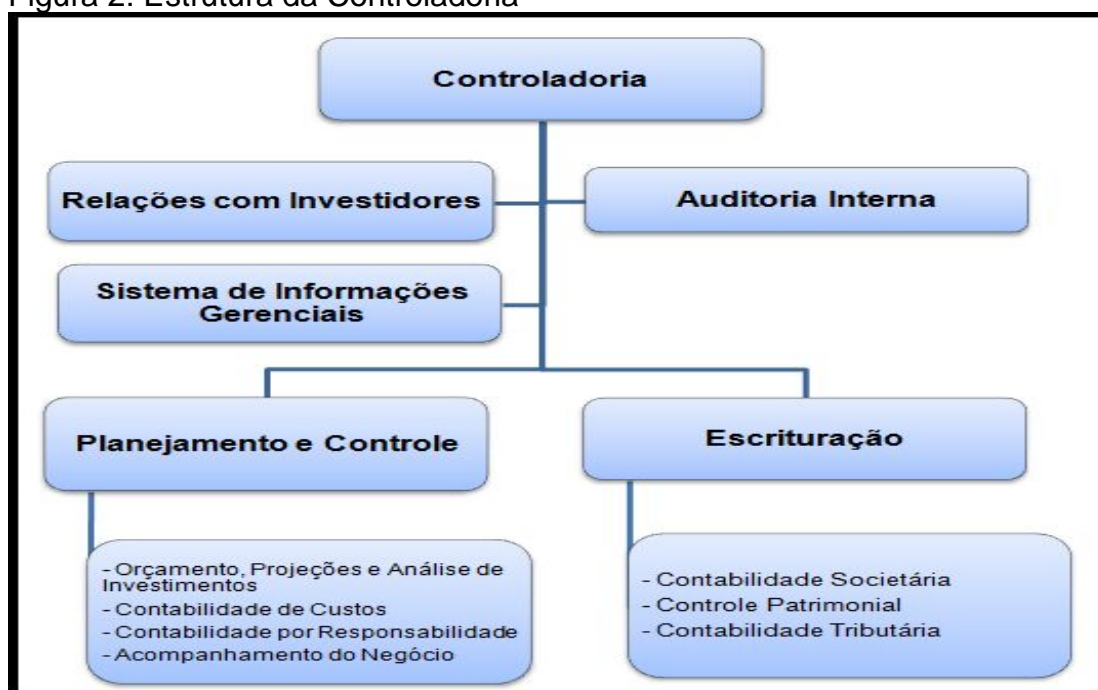 Figura 2: Estrutura da Controladoria
Controladoria
Relações com Investidores
Auditoria Interna
Sistema de Informações
Gerenciais
Planejamento e Controle
Escrituração
- Orçamento, Projeções e Análise de
Investimentos
- Contabilidade de Custos
- Contabilidade por Responsabilidade
- Acompanhamento do Negócio
- Contabilidade Societária
- Controle Patrimonial
- Contabilidade Tributária